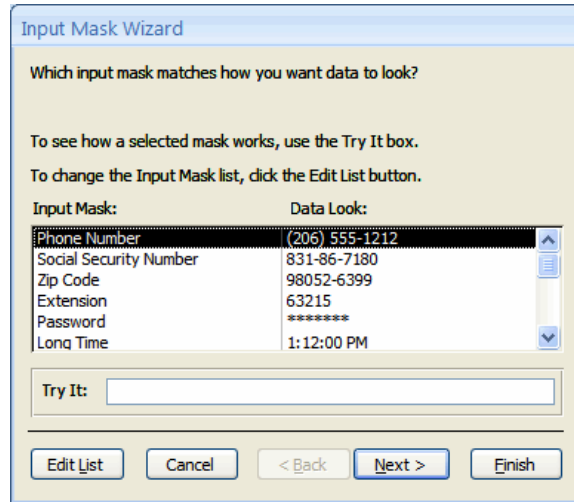 Input Mask Wizard
Which input mask matches how you want data to look?
To see how a selected mask works, use the Try It box.
To change the Input Mask list, click the Edit List button.
Input Mask: Data Look:
Phone Number (206) 555-1212
Social Security Number 831-86-7180
Zip Code 98052-6399
Extension 63215
Password *******
Long Time 1:12:00 PM
Try It:
Edit List Cancel < Back Next > Finish